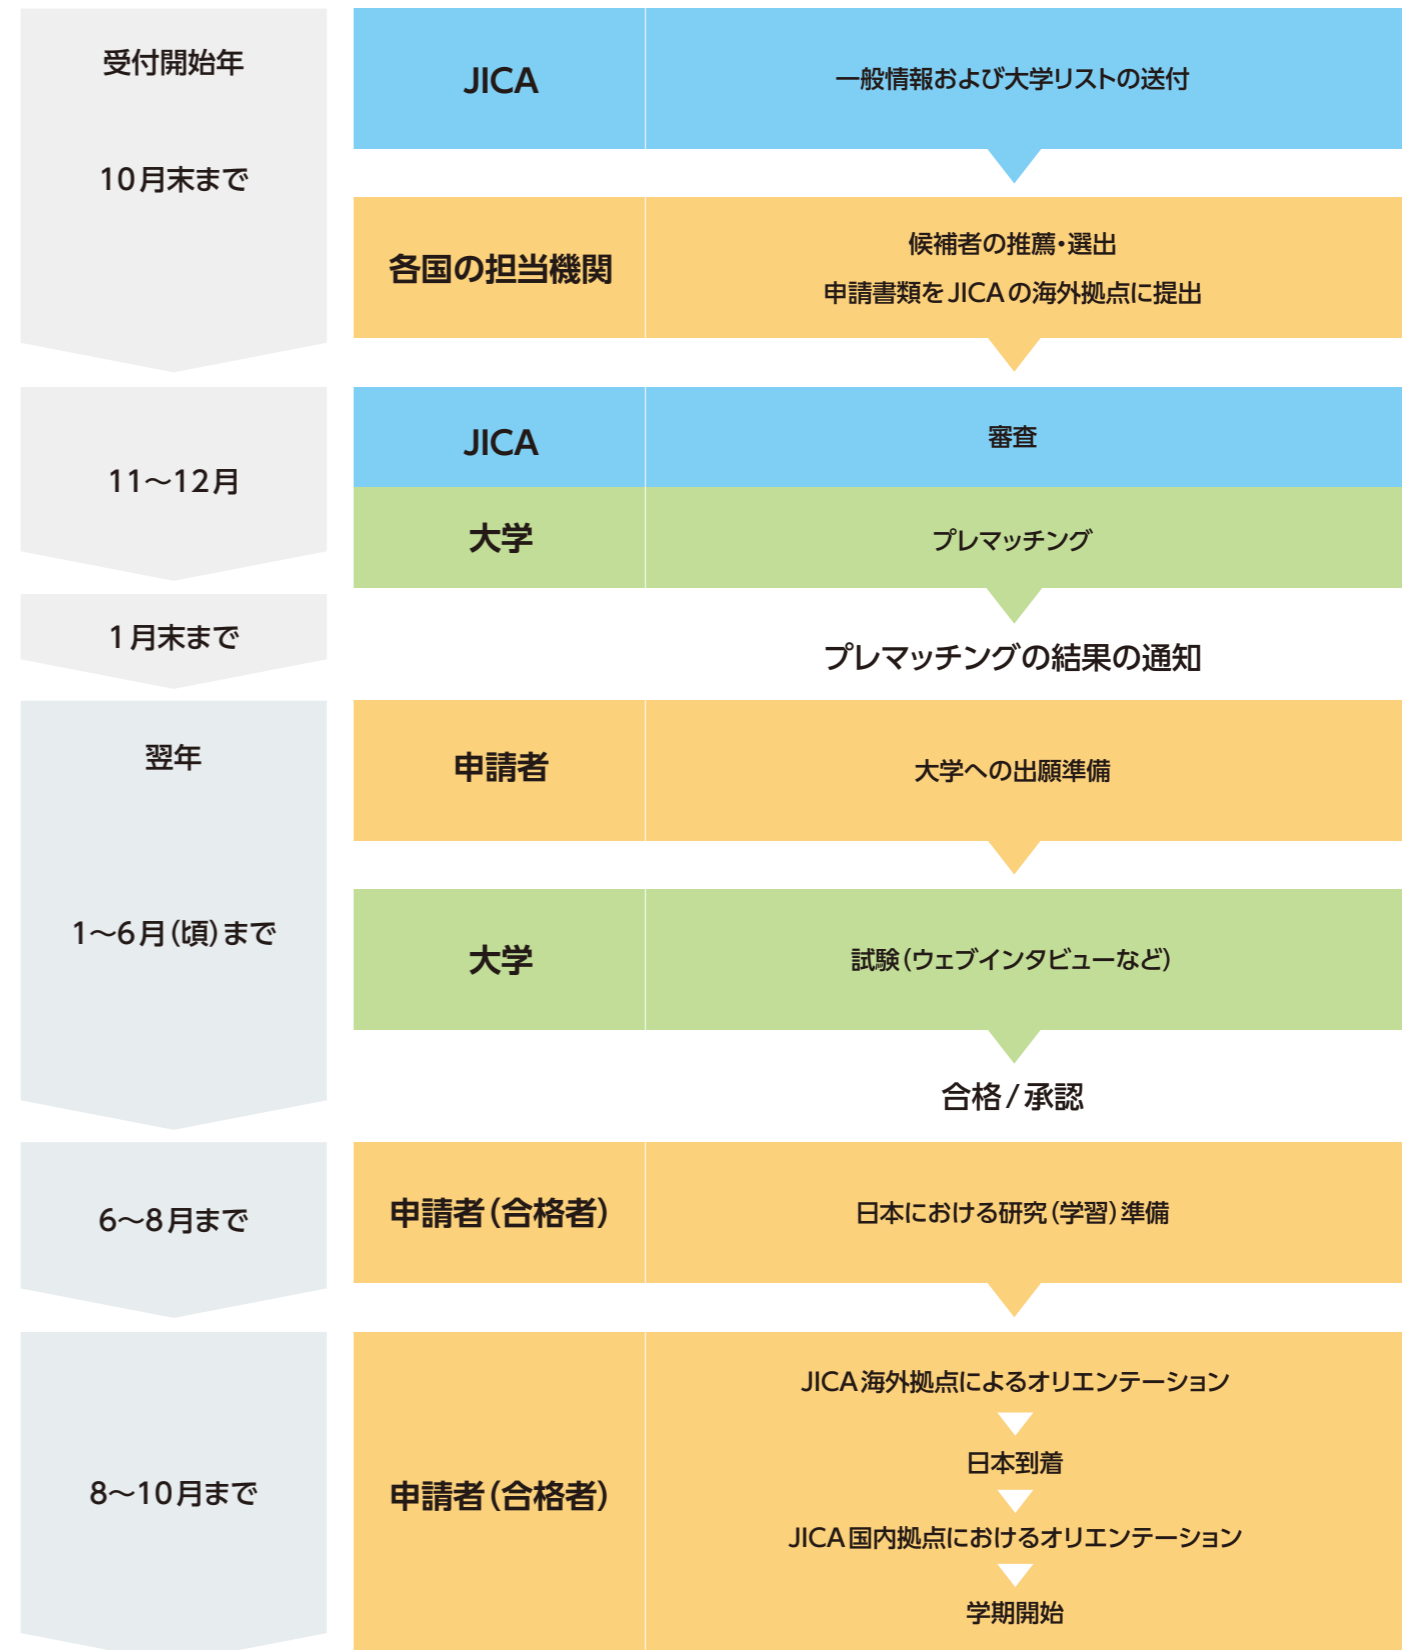 受付開始年
10月末まで
JICA
一般情報および大学リストの送付
各国の担当機関
候補者の推薦・選出
申請書類をJICAの海外拠点に提出
11～12月
JICA
審査
大学
プレマッチング
1月末まで
プレマッチングの結果の通知
翌年
1～6月(頃)まで
申請者
大学への出願準備
大学
試験(ウェブインタビューなど)
合格/承認
6～8月まで
申請者(合格者)
日本における研究(学習)準備
8～10月まで
申請者(合格者)
JICA海外拠点によるオリエンテーション
日本到着
JICA国内拠点におけるオリエンテーション
学期開始